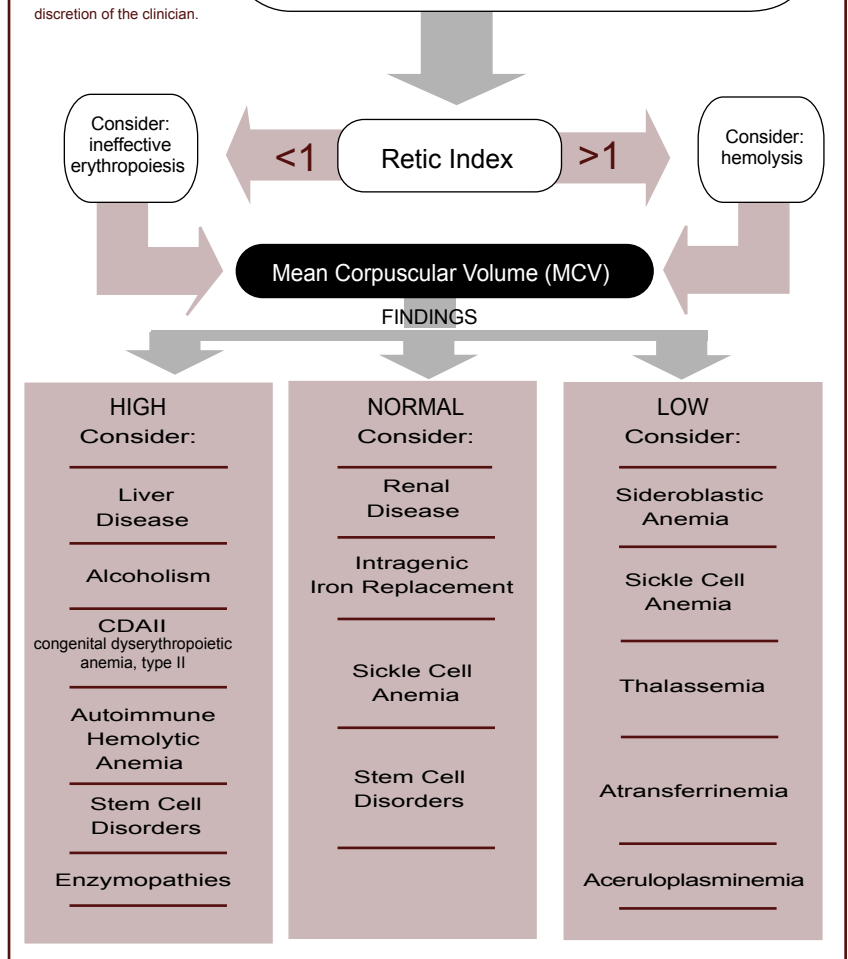 discretion of the clinician.
Consider:
ineffective
erythropoiesis
<1
Retic Index
>1
Consider:
hemolysis
Mean Corpuscular Volume (MCV)
FINDINGS
HIGH
Consider:
Liver
Disease
Alcoholism
CDAII
congenital dyserythropoietic
anemia, type II
Autoimmune
Hemolytic
Anemia
Stem Cell
Disorders
Enzymopathies
NORMAL
Consider:
Renal
Disease
Intragenic
Iron Replacement
Sickle Cell
Anemia
Stem Cell
Disorders
LOW
Consider:
Sideroblastic
Anemia
Sickle Cell
Anemia
Thalassemia
Atransferrinemia
Aceruloplasminemia